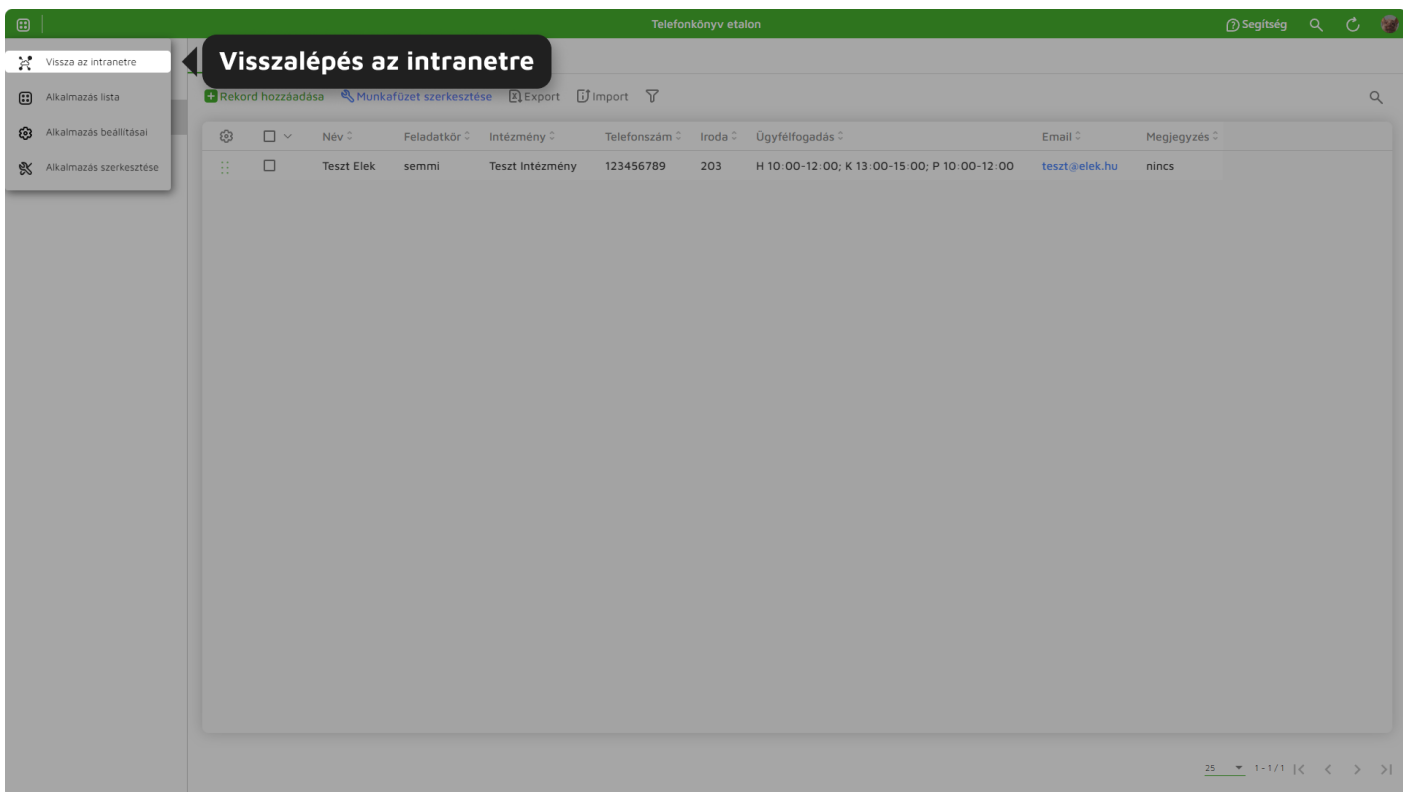 Telefonkönyv etalon
Segítség
Vissza az intranetre
Visszalépés az intranetre
Alkalmazás lista
Alkalmazás beállításai
Alkalmazás szerkesztése
Rekord hozzáadása Munkafüzet szerkesztése Export Import
Név Feladatkör Intézmény Telefonszám Iroda Ügyfélfogadás Email Megjegyzés
Teszt Elek semmi Teszt Intézmény 123456789 203 H 10:00-12:00; K 13:00-15:00; P 10:00-12:00 teszt@elek.hu nincs
25 1-1/1